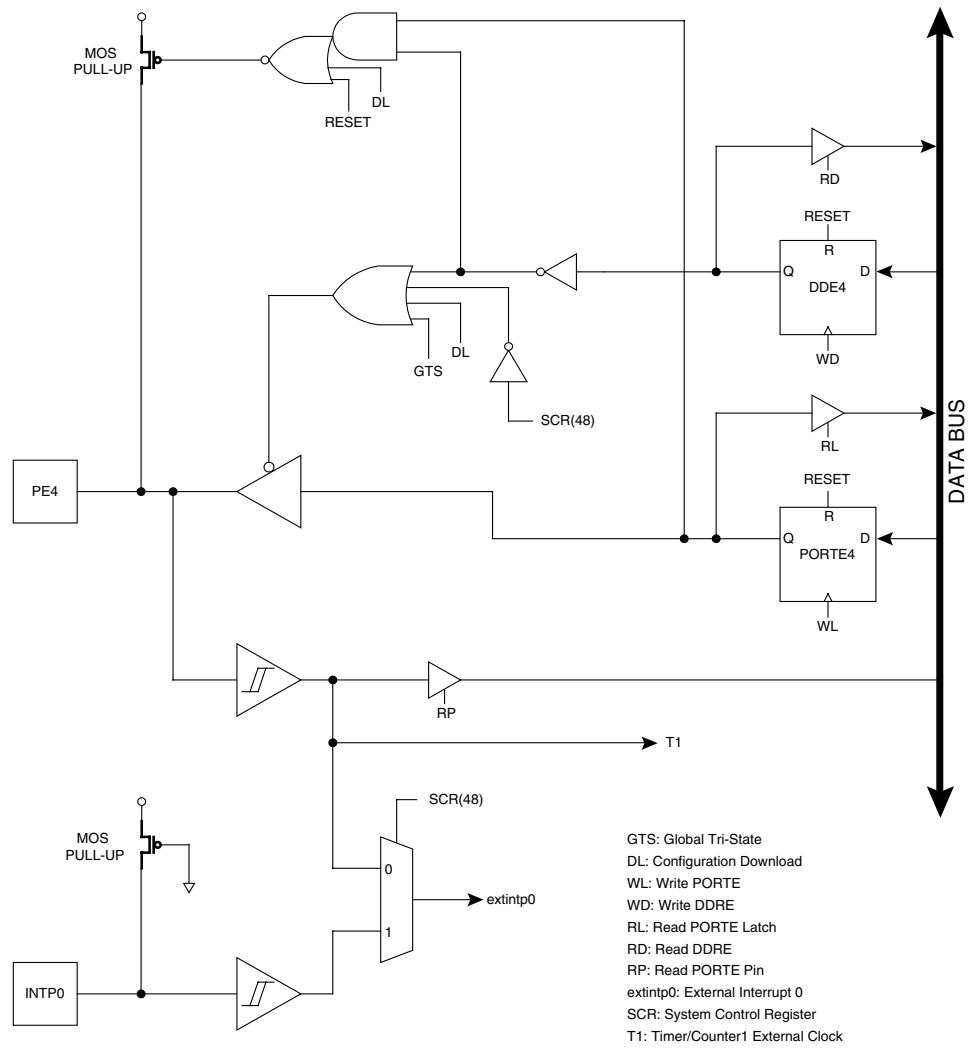 MOS
PULL-UP
DL
RESET
RD
RESET
R
Q
D
DDE4
WD
DL
GTS
SCR(48)
RL
DATA BUS
PE4
RESET
R
Q
D
PORTE4
WL
RP
T1
SCR(48)
MOS
PULL-UP
0
extintp0
1
INTP0
GTS: Global Tri-State
DL: Configuration Download
WL: Write PORTE
WD: Write DDRE
RL: Read PORTE Latch
RD: Read DDRE
RP: Read PORTE Pin
extintp0: External Interrupt 0
SCR: System Control Register
T1: Timer/Counter1 External Clock